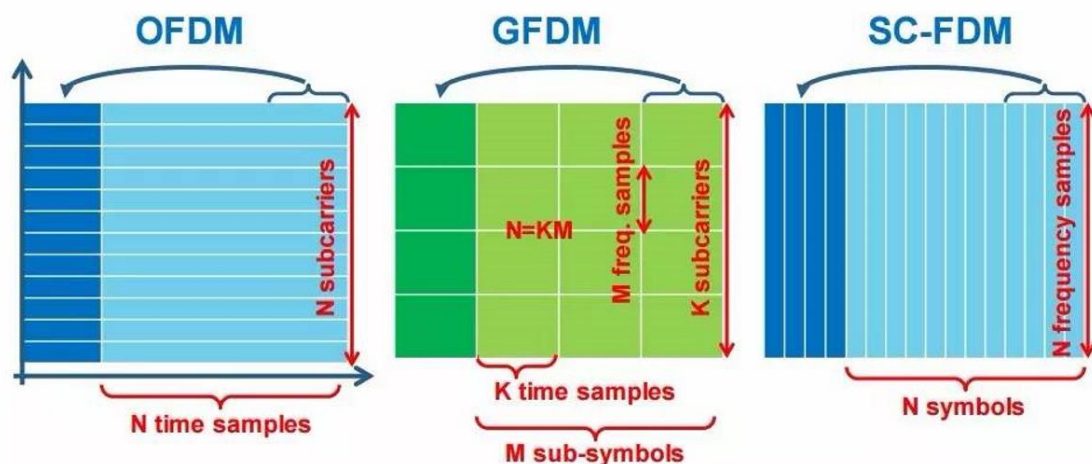 OFDM
GFDM
SC-FDM
N subcarriers
N=KM
M freq. samples
K subcarriers
N frequency samples
N time samples
K time samples
M sub-symbols
N symbols